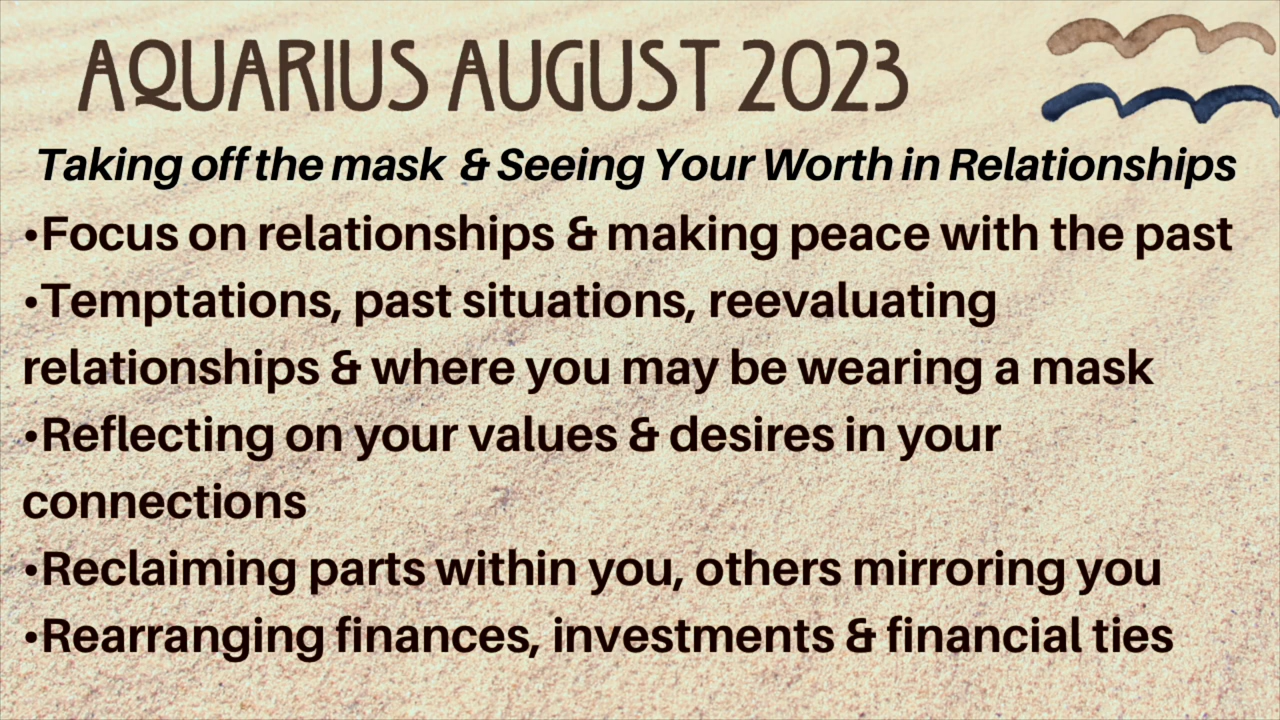 AQUARIUS AUGUST 2023
Taking off the mask & Seeing Your Worth in Relationships
•Focus on relationships & making peace with the past
•Temptations, past situations, reevaluating
relationships & where you may be wearing a mask
•Reflecting on your values & desires in your
connections
•Reclaiming parts within you, others mirroring you
•Rearranging finances, investments & financial ties